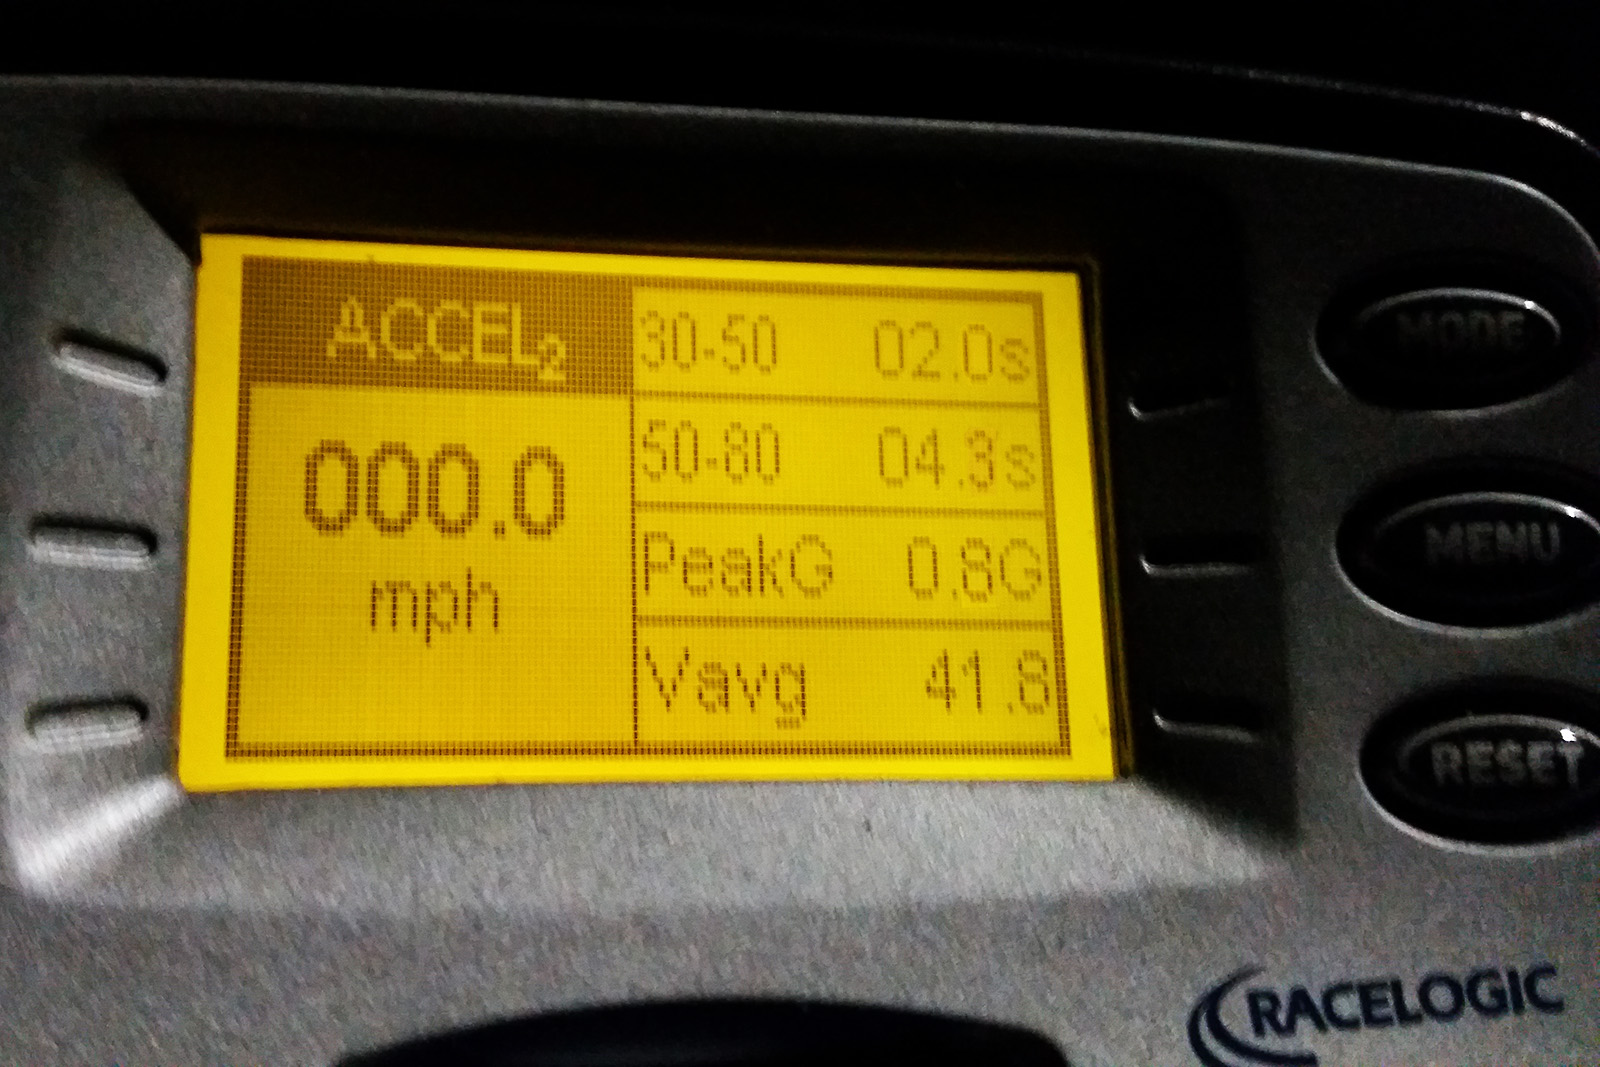 ACCEL2
000.0
mph
30-50 02.0s
50-80 04.3s
PeakG 0.8G
Vavg 41.8
MODE
MENU
RESET
RACELOGIC